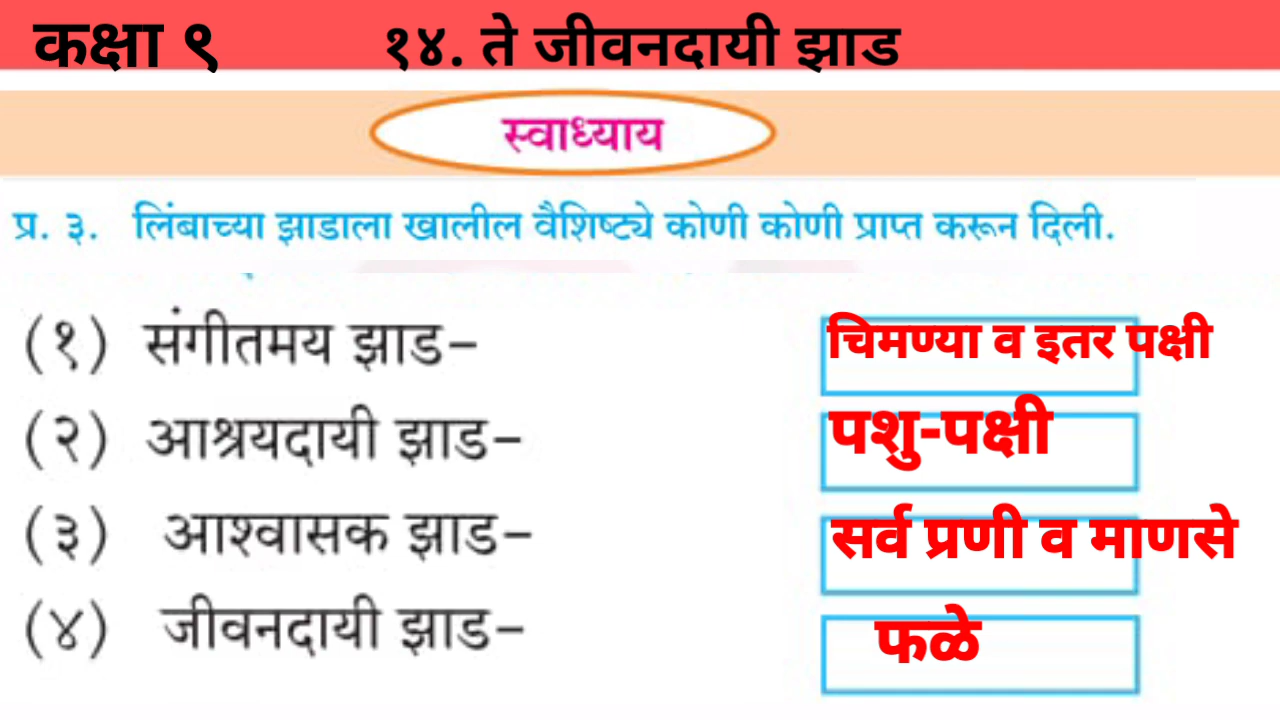 कक्षा ९ १४. ते जीवनदायी झाड
स्वाध्याय
प्र. ३. लिंबाच्या झाडाला खालील वैशिष्ट्ये कोणी कोणी प्राप्त करून दिली.
(१) संगीतमय झाड– चिमण्या व इतर पक्षी
(२) आश्रयदायी झाड– पशु-पक्षी
(३) आश्वासक झाड– सर्व प्रणी व माणसे
(४) जीवनदायी झाड– फळे